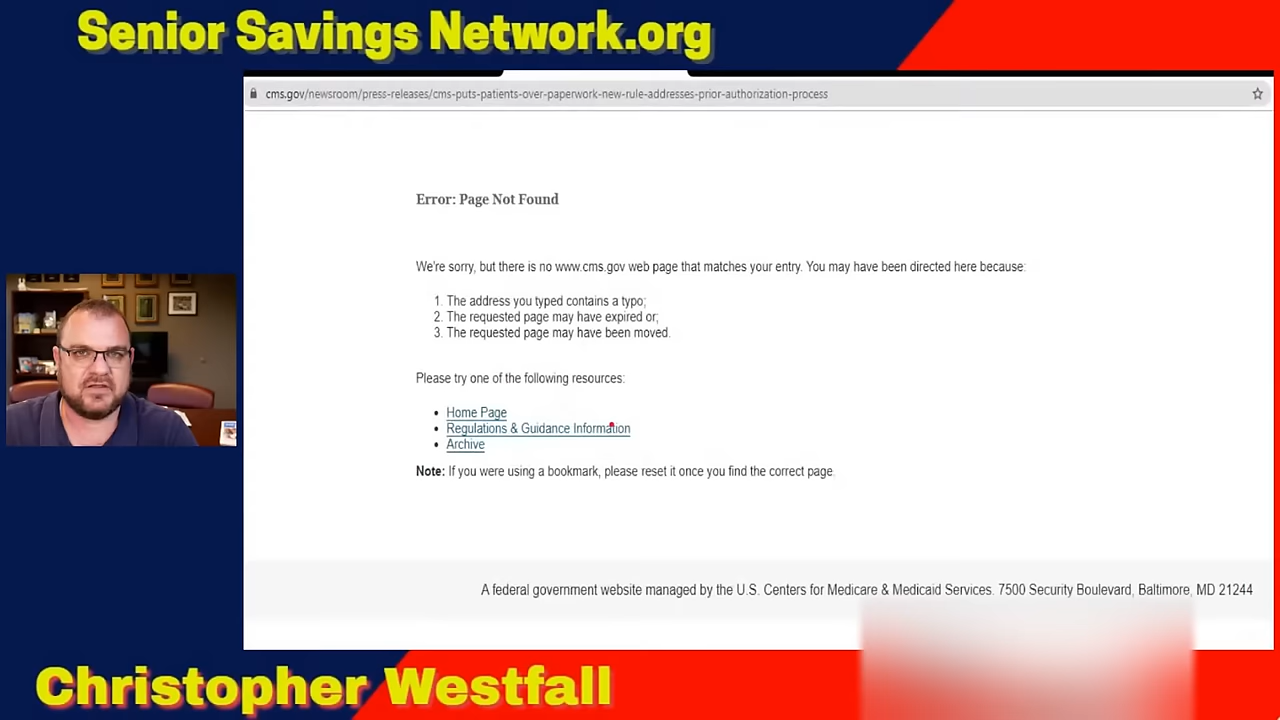 Senior Savings Network.org
cms.gov/newsroom/press-releases/cms-puts-patients-over-paperwork-new-rule-addresses-prior-authorization-process
Error: Page Not Found
We're sorry, but there is no www.cms.gov web page that matches your entry. You may have been directed here because:
1. The address you typed contains a typo;
2. The requested page may have expired or;
3. The requested page may have been moved.
Please try one of the following resources:
• Home Page
• Regulations & Guidance Information
• Archive
Note: If you were using a bookmark, please reset it once you find the correct page.
A federal government website managed by the U.S. Centers for Medicare & Medicaid Services. 7500 Security Boulevard, Baltimore, MD 21244
Christopher Westfall